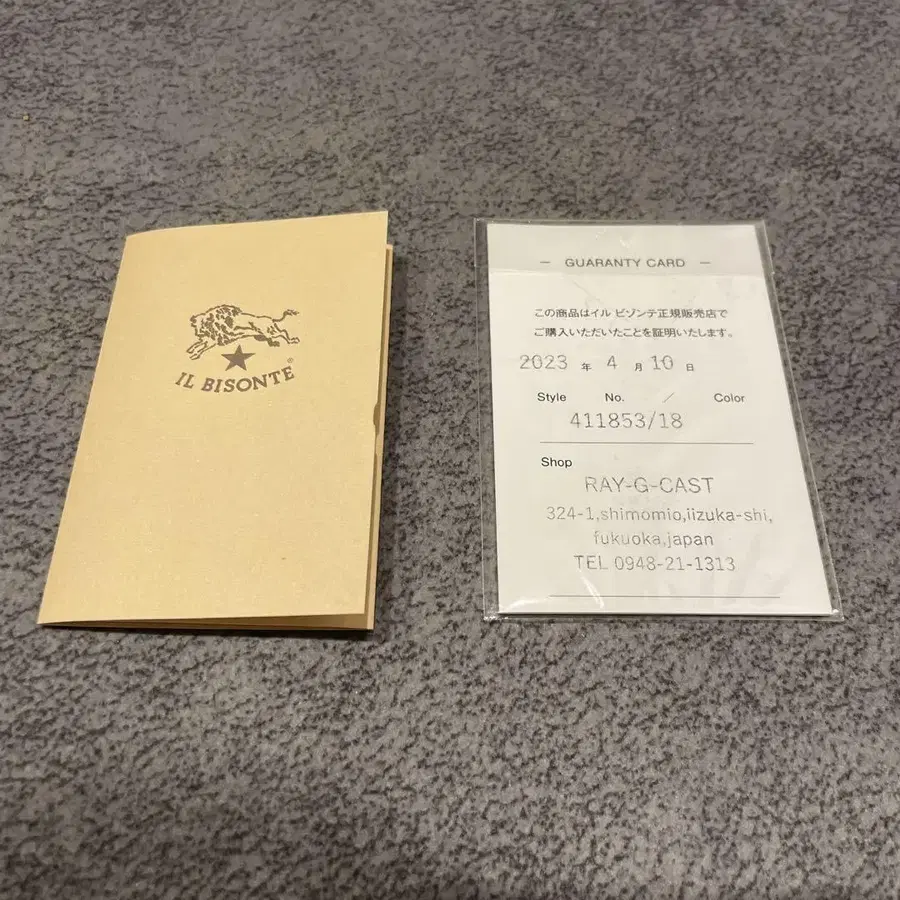 IL BISONTE®
— GUARANTY CARD —
この商品はイル ビゾンテ正規販売店で
ご購入いただいたことを証明いたします。
2023 年 4 月 10 日
Style No. / Color
411853/18
Shop
RAY-G-CAST
324-1,shimomio,iizuka-shi,
fukuoka,japan
TEL 0948-21-1313